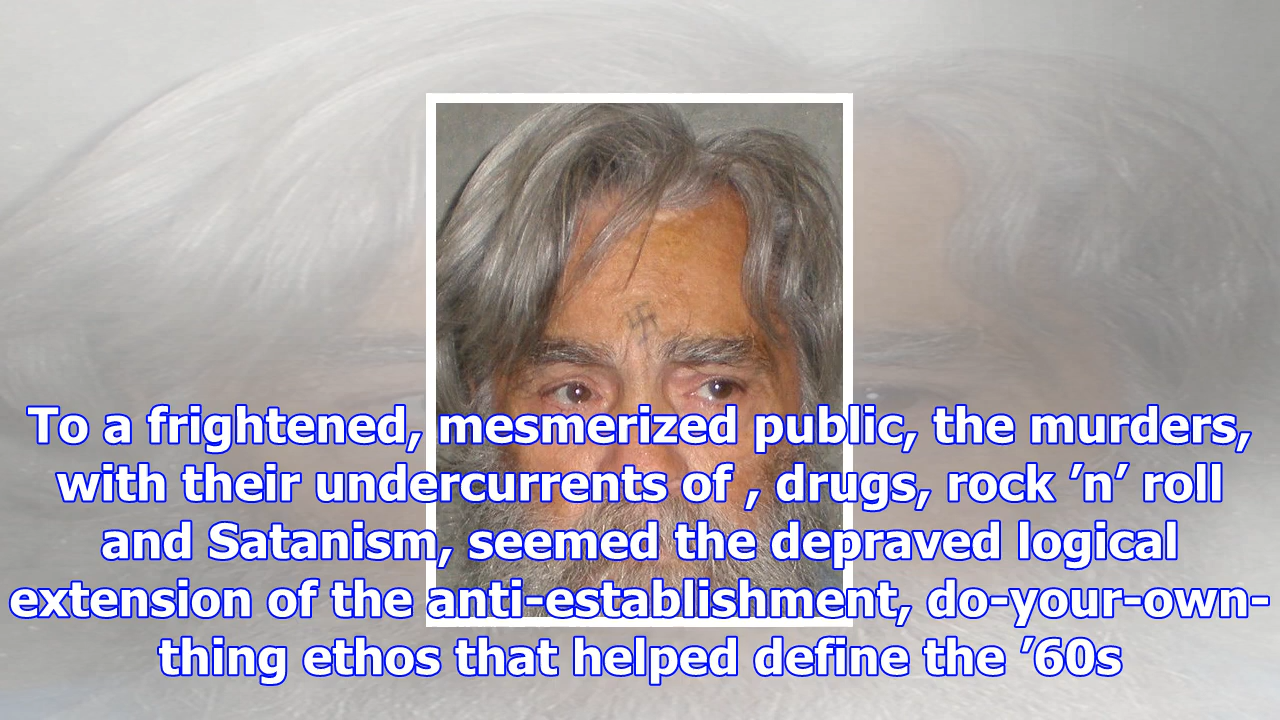 To a frightened, mesmerized public, the murders,
with their undercurrents of , drugs, rock ’n’ roll
and Satanism, seemed the depraved logical
extension of the anti-establishment, do-your-own-
thing ethos that helped define the ’60s